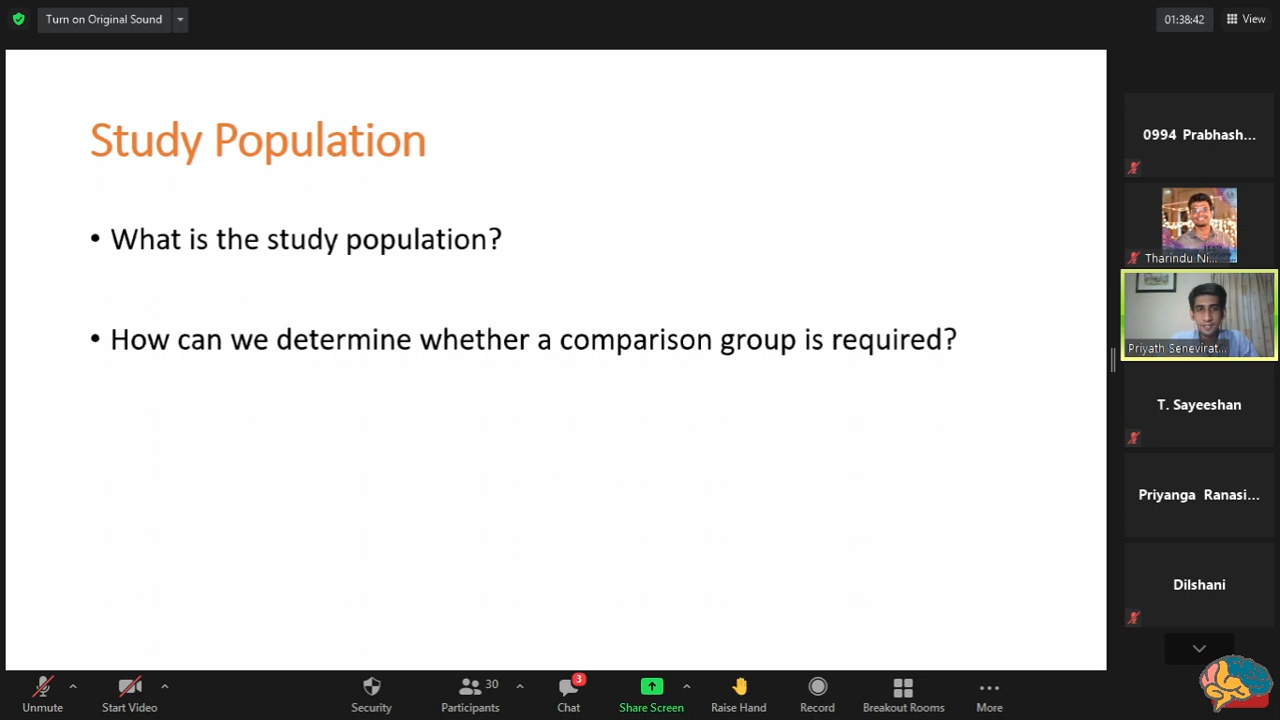 Turn on Original Sound
01:38:42
View
Study Population
• What is the study population?
• How can we determine whether a comparison group is required?
0994 Prabhash...
Tharindu Ni...
Priyath Senevirat...
T. Sayeeshan
Priyanga Ranasi...
Dilshani
Unmute
Start Video
Security
30
Participants
3
Chat
Share Screen
Raise Hand
Record
Breakout Rooms
More